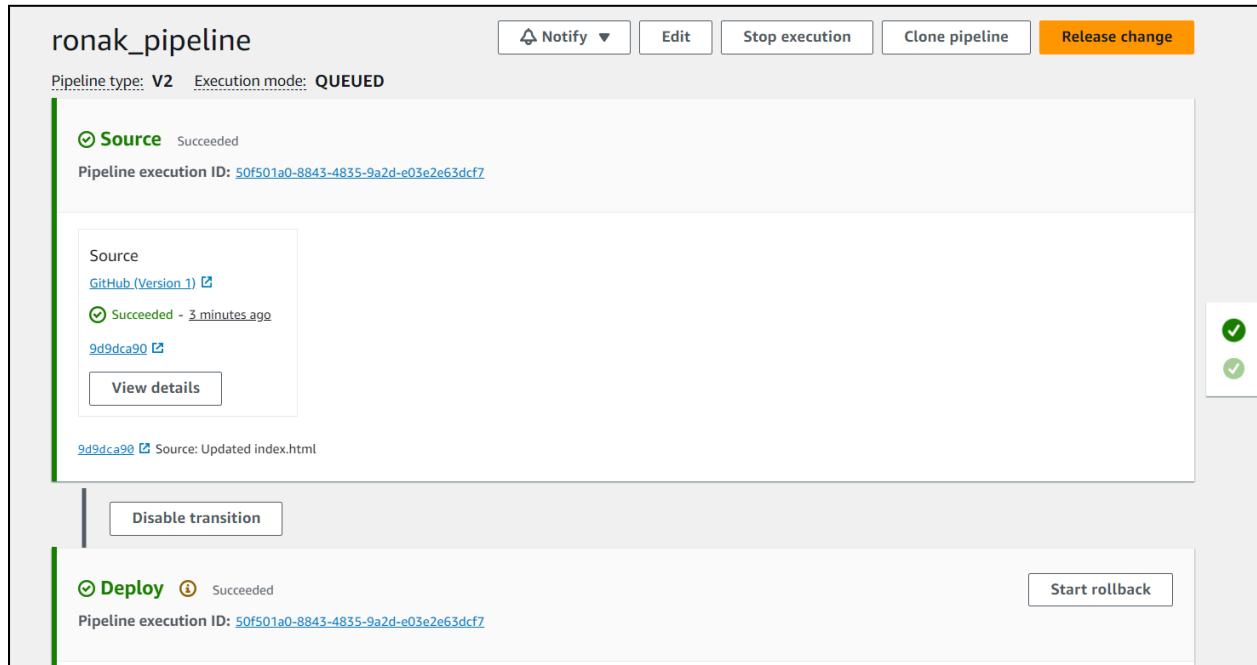 ronak_pipeline
Notify
Edit
Stop execution
Clone pipeline
Release change
Pipeline type: V2 Execution mode: QUEUED
Source Succeeded
Pipeline execution ID: 50f501a0-8843-4835-9a2d-e03e2e63dcf7
Source
GitHub (Version 1)
Succeeded - 3 minutes ago
9d9dca90
View details
9d9dca90 Source: Updated index.html
Disable transition
Deploy Succeeded
Start rollback
Pipeline execution ID: 50f501a0-8843-4835-9a2d-e03e2e63dcf7